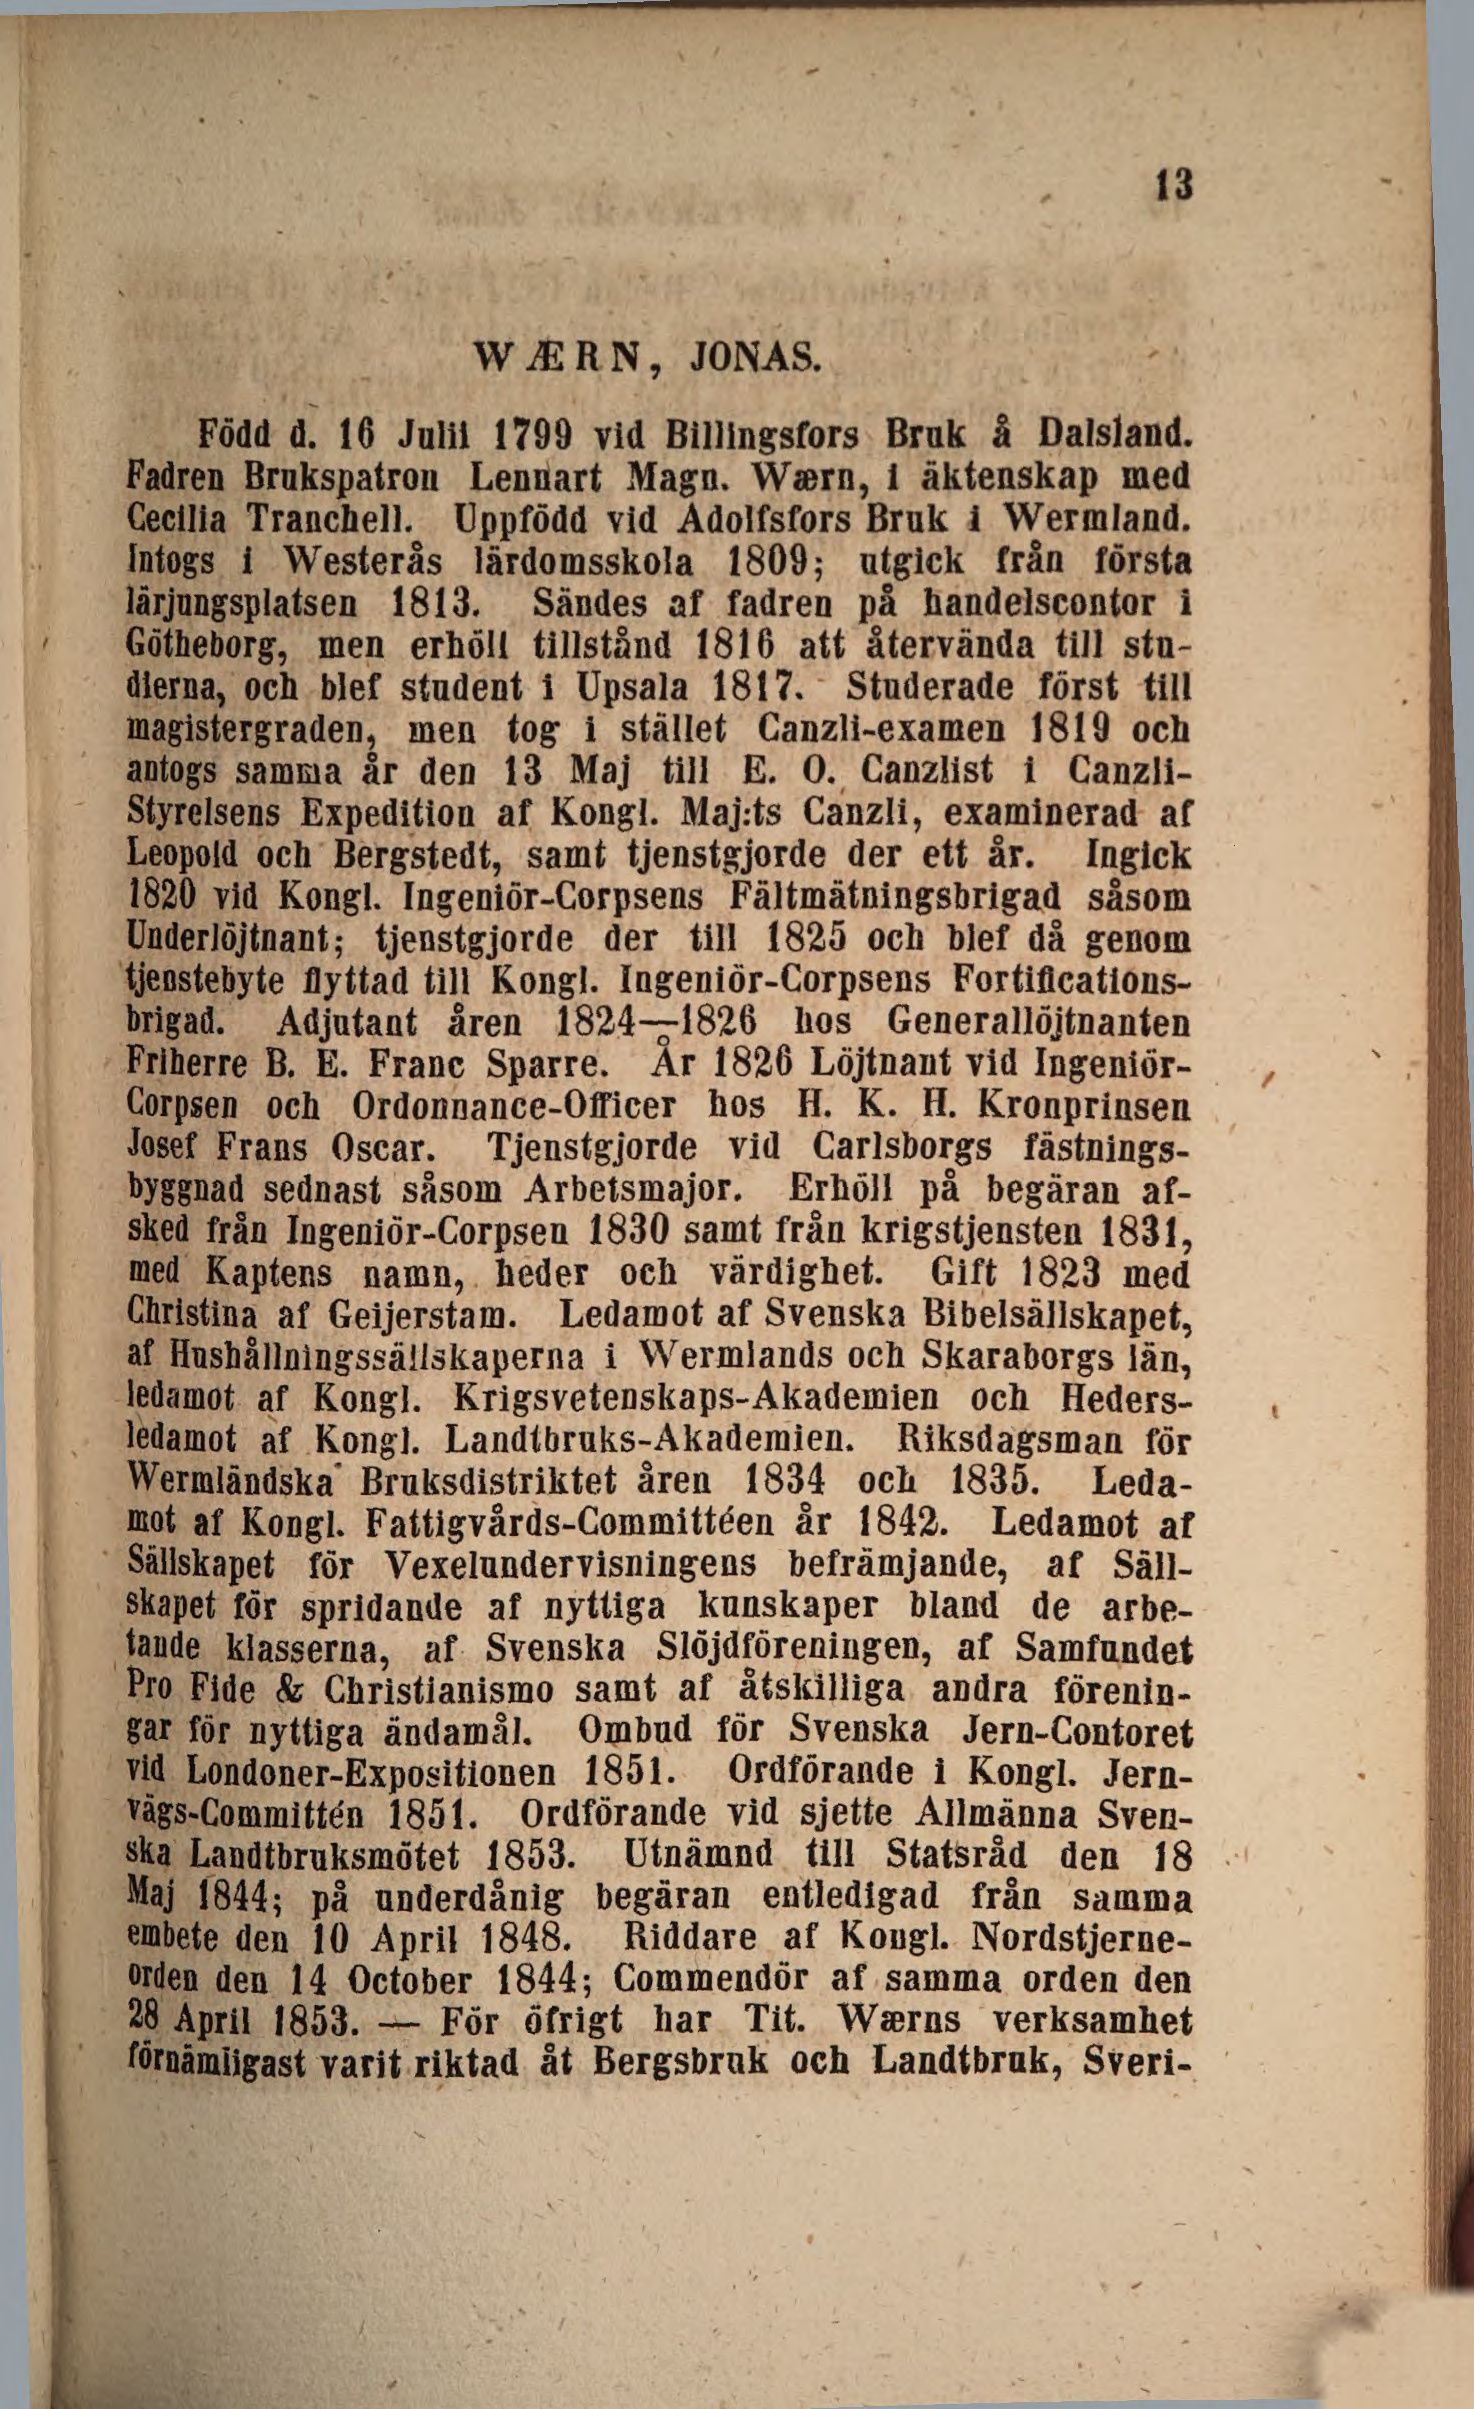 13
WÆRN, JONAS.
Född d. 16 Julii 1799 vid Billingsfors Bruk å Dalsland.
Fadren Brukspatron Lennart Magn. Wærn, i äktenskap med
Cecilia Tranchell. Uppfödd vid Adolfsfors Bruk i Wermland.
Intogs i Westerås lärdomsskola 1809; utgick från första
lärjungsplatsen 1813. Sändes af fadren på handelscontor i
Götheborg, men erhöll tillstånd 1816 att återvända till stu-
dierna, och blef student i Upsala 1817. Studerade först till
magistergraden, men tog i stället Canzli-examen 1819 och
antogs samma år den 13 Maj till E. O. Canzlist i Canzli-
Styrelsens Expedition af Kongl. Maj:ts Canzli, examinerad af
Leopold och Bergstedt, samt tjenstgjorde der ett år. Ingick
1820 vid Kongl. Ingeniör-Corpsens Fältmätningsbrigad såsom
Underlöjtnant; tjenstgjorde der till 1825 och blef då genom
tjenstebyte flyttad till Kongl. Ingeniör-Corpsens Fortifications-
brigad. Adjutant åren 1824—1826 hos Generallöjtnanten
Friherre B. E. Franc Sparre. År 1826 Löjtnant vid Ingeniör-
Corpsen och Ordonnance-Officer hos H. K. H. Kronprinsen
Josef Frans Oscar. Tjenstgjorde vid Carlsborgs fästnings-
byggnad sednast såsom Arbetsmajor. Erhöll på begäran af-
sked från Ingeniör-Corpsen 1830 samt från krigstjensten 1831,
med Kaptens namn, heder och värdighet. Gift 1823 med
Christina af Geijerstam. Ledamot af Svenska Bibelsällskapet,
af Hushållningssällskaperna i Wermlands och Skaraborgs län,
ledamot af Kongl. Krigsvetenskaps-Akademien och Heders-
ledamot af Kongl. Landtbruks-Akademien. Riksdagsman för
Wermländska Bruksdistriktet åren 1834 och 1835. Leda-
mot af Kongl. Fattigvårds-Committéen år 1842. Ledamot af
Sällskapet för Vexelundervisningens befrämjande, af Säll-
skapet för spridande af nyttiga kunskaper bland de arbe-
tande klasserna, af Svenska Slöjdföreningen, af Samfundet
Pro Fide & Christianismo samt af åtskilliga andra förenin-
gar för nyttiga ändamål. Ombud för Svenska Jern-Contoret
vid Londoner-Expositionen 1851. Ordförande i Kongl. Jern-
vägs-Committén 1851. Ordförande vid sjette Allmänna Sven-
ska Landtbruksmötet 1853. Utnämnd till Statsråd den 18
Maj 1844; på underdånig begäran entledigad från samma
embete den 10 April 1848. Riddare af Kongl. Nordstjerne-
orden den 14 October 1844; Commendör af samma orden den
28 April 1853. — För öfrigt har Tit. Wærns verksamhet
förnämligast varit riktad åt Bergsbruk och Landtbruk, Sveri-